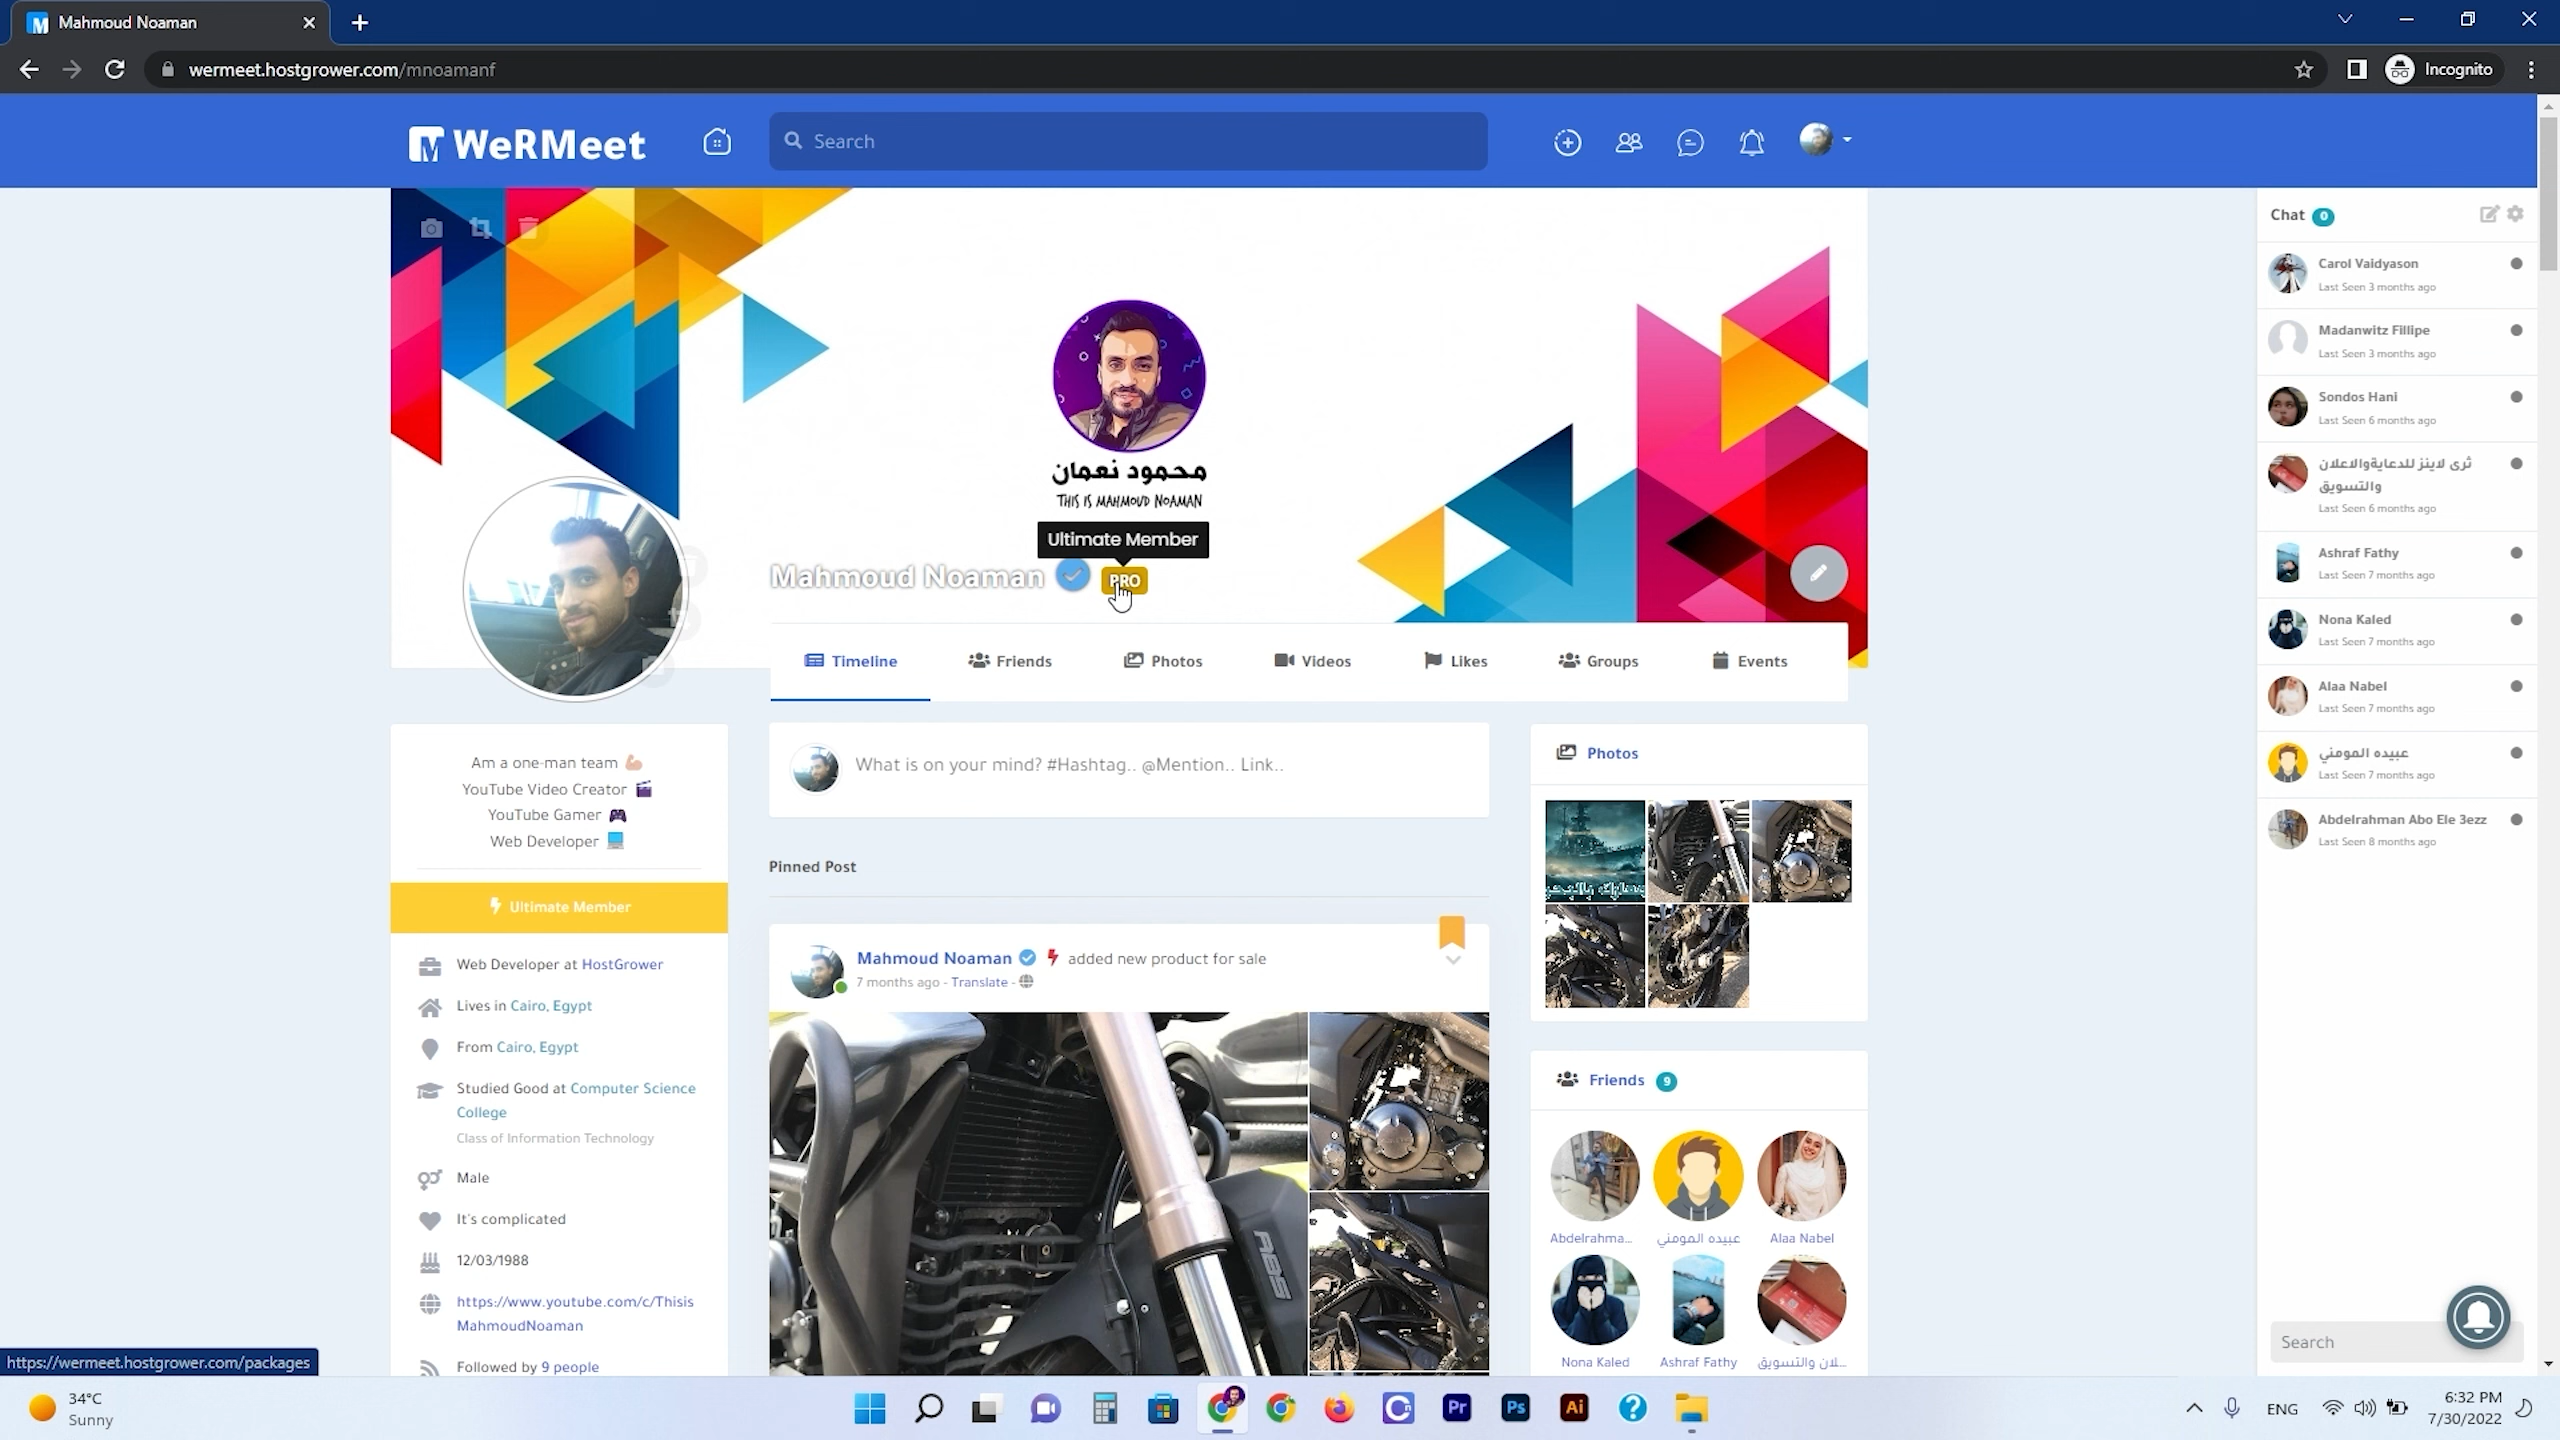 Mahmoud Noaman
wermeet.hostgrower.com/mnoamanf
Incognito
WeRMeet
Search
محمود نعمان
THIS IS MAHMOUD NOAMAN
Ultimate Member
Mahmoud Noaman
PRO
Timeline
Friends
Photos
Videos
Likes
Groups
Events
Am a one-man team
YouTube Video Creator
YouTube Gamer
Web Developer
Ultimate Member
Web Developer at HostGrower
Lives in Cairo, Egypt
From Cairo, Egypt
Studied Good at Computer Science
College
Class of Information Technology
Male
It's complicated
12/03/1988
https://www.youtube.com/c/Thisis
MahmoudNoaman
Followed by 9 people
https://wermeet.hostgrower.com/packages
What is on your mind? #Hashtag.. @Mention.. Link..
Pinned Post
Mahmoud Noaman added new product for sale
7 months ago - Translate -
ABS
Photos
Friends 9
Abdelrahma...
عبيده المومني
Alaa Nabel
Nona Kaled
Ashraf Fathy
...لان والتسويق
Chat 0
Carol Vaidyason
Last Seen 3 months ago
Madanwitz Fillipe
Last Seen 3 months ago
Sondos Hani
Last Seen 6 months ago
ثرى لاينز للدعايةوالاعلان
والتسويق
Last Seen 6 months ago
Ashraf Fathy
Last Seen 7 months ago
Nona Kaled
Last Seen 7 months ago
Alaa Nabel
Last Seen 7 months ago
عبيده المومني
Last Seen 7 months ago
Abdelrahman Abo Ele 3ezz
Last Seen 8 months ago
Search
34°C
Sunny
Pr
Ps
Ai
ENG
6:32 PM
7/30/2022